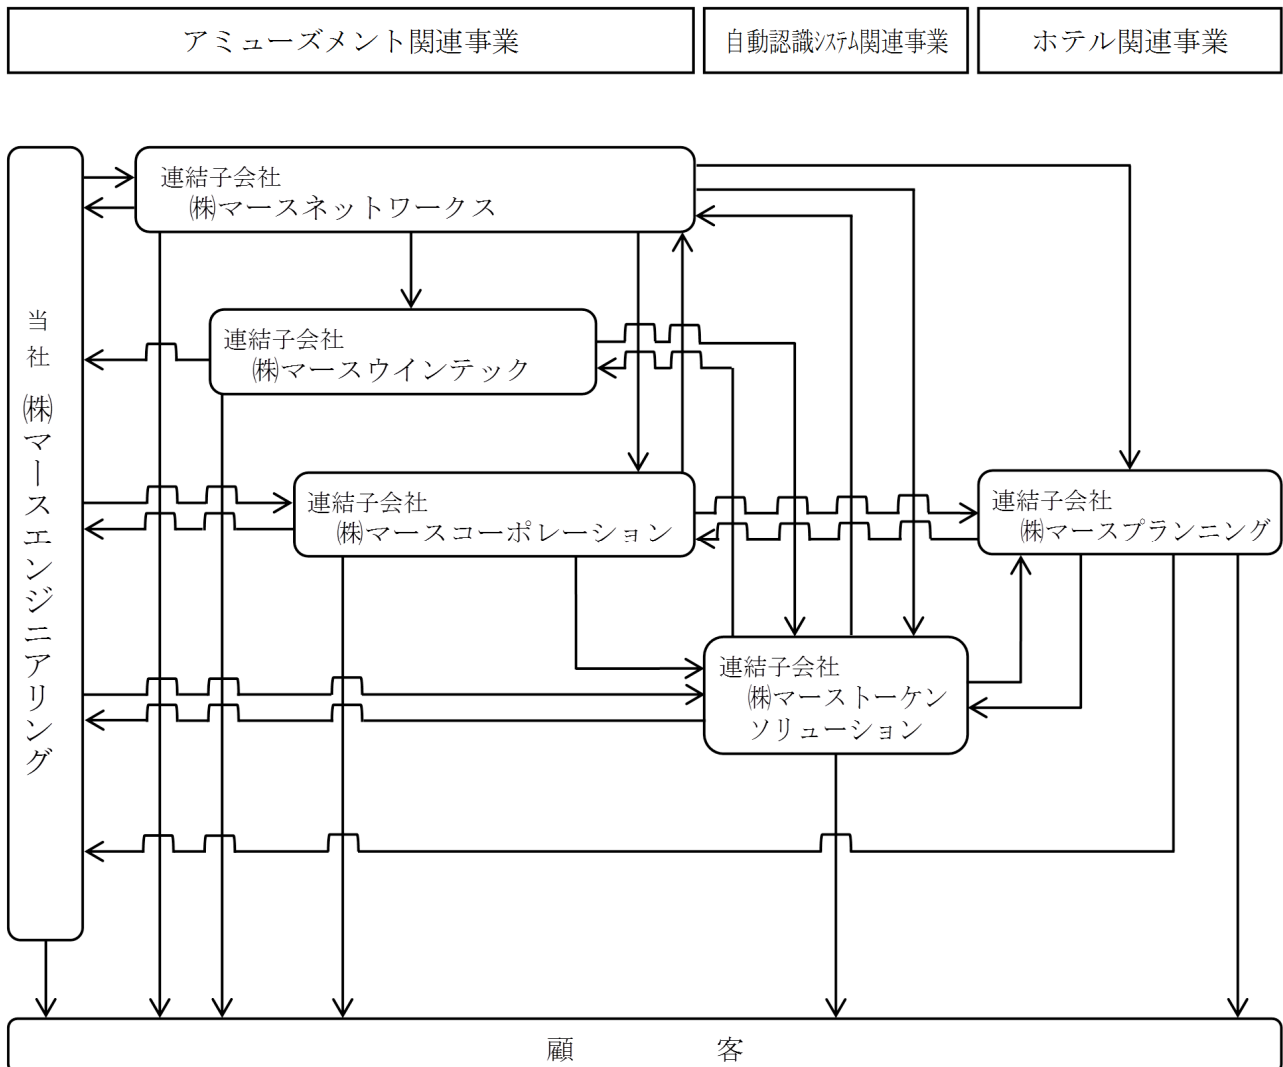 アミューズメント関連事業
自動認識ｼｽﾃﾑ関連事業
ホテル関連事業
当社 ㈱マースエンジニアリング
連結子会社
㈱マースネットワークス
連結子会社
㈱マースウインテック
連結子会社
㈱マースコーポレーション
連結子会社
㈱マースプランニング
連結子会社
㈱マーストーケン
ソリューション
顧　客